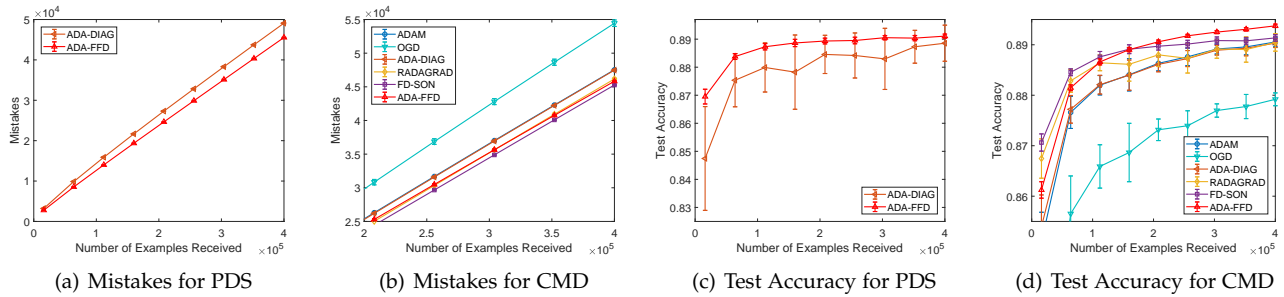 5 ×10⁴
4
3
2
1
0
Mistakes
ADA-DIAG
ADA-FFD
0 1 2 3 4
Number of Examples Received ×10⁵
(a) Mistakes for PDS
5.5 ×10⁴
5
4.5
4
3.5
3
2.5
Mistakes
ADAM
OGD
ADA-DIAG
RADAGRAD
FD-SON
ADA-FFD
2 2.5 3 3.5 4
Number of Examples Received ×10⁵
(b) Mistakes for CMD
0.89
0.88
0.87
0.86
0.85
0.84
0.83
Test Accuracy
ADA-DIAG
ADA-FFD
0 1 2 3 4
Number of Examples Received ×10⁵
(c) Test Accuracy for PDS
0.89
0.88
0.87
0.86
Test Accuracy
ADAM
OGD
ADA-DIAG
RADAGRAD
FD-SON
ADA-FFD
0 1 2 3 4
Number of Examples Received ×10⁵
(d) Test Accuracy for CMD